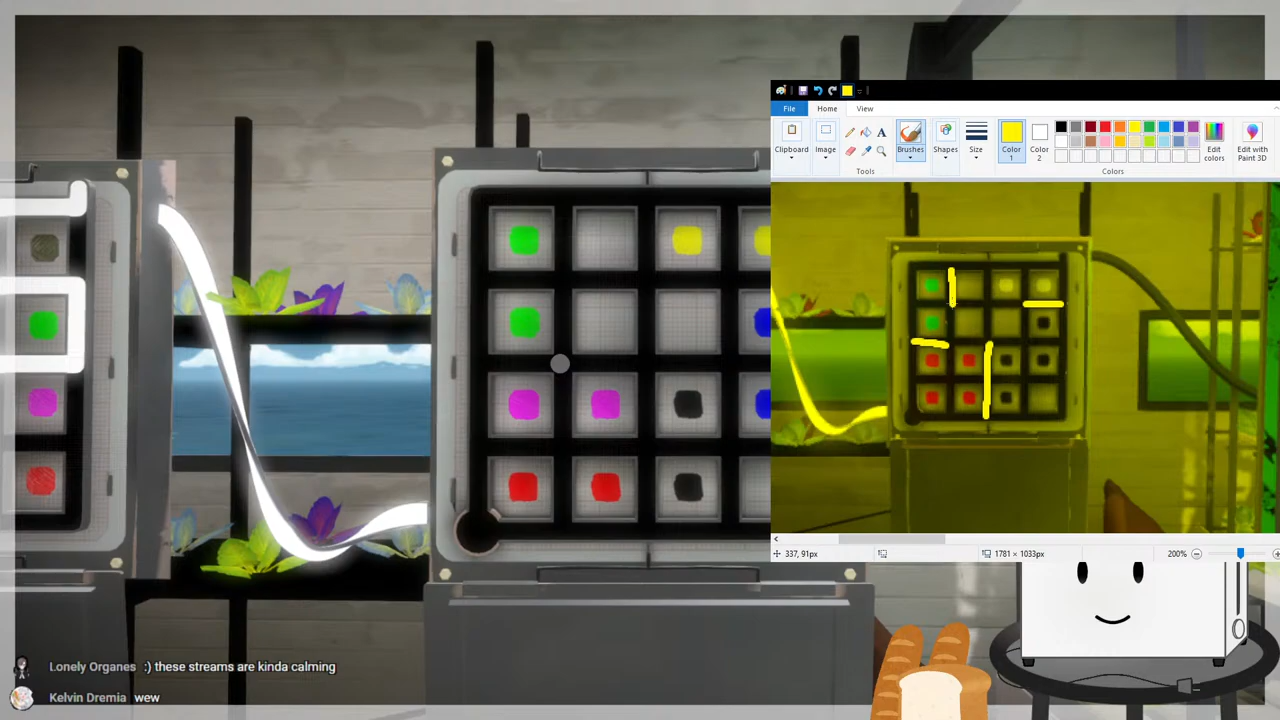 File Home View
Clipboard Image Tools Brushes Shapes Size Color 1 Color 2 Colors Edit colors Edit with Paint 3D
337, 91px 1781 × 1033px 200%
Lonely Organes :) these streams are kinda calming
Kelvin Dremia wew